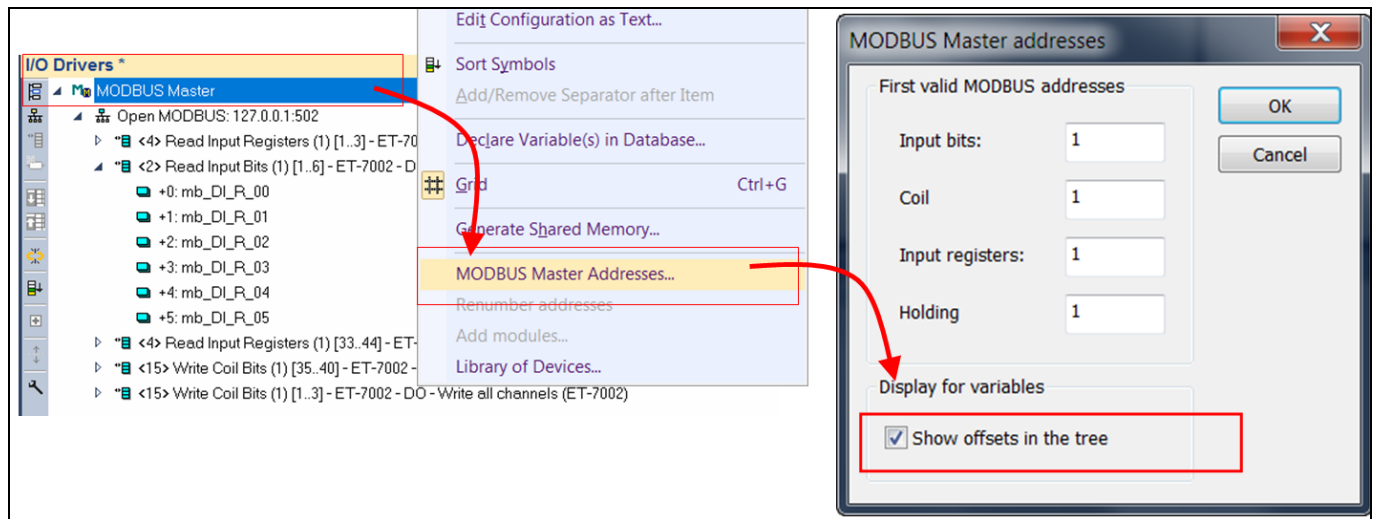 I/O Drivers *
MODBUS Master
Open MODBUS: 127.0.0.1:502
<4> Read Input Registers (1) [1..3] - ET-70
<2> Read Input Bits (1) [1..6] - ET-7002 - D
+0: mb_DI_R_00
+1: mb_DI_R_01
+2: mb_DI_R_02
+3: mb_DI_R_03
+4: mb_DI_R_04
+5: mb_DI_R_05
<4> Read Input Registers (1) [33..44] - ET-
<15> Write Coil Bits (1) [35..40] - ET-7002 -
<15> Write Coil Bits (1) [1..3] - ET-7002 - DO - Write all channels (ET-7002)
Edit Configuration as Text...
Sort Symbols
Add/Remove Separator after Item
Declare Variable(s) in Database...
Grid Ctrl+G
Generate Shared Memory...
MODBUS Master Addresses...
Renumber addresses
Add modules...
Library of Devices...
MODBUS Master addresses
First valid MODBUS addresses
Input bits: 1
Coil 1
Input registers: 1
Holding 1
OK
Cancel
Display for variables
Show offsets in the tree